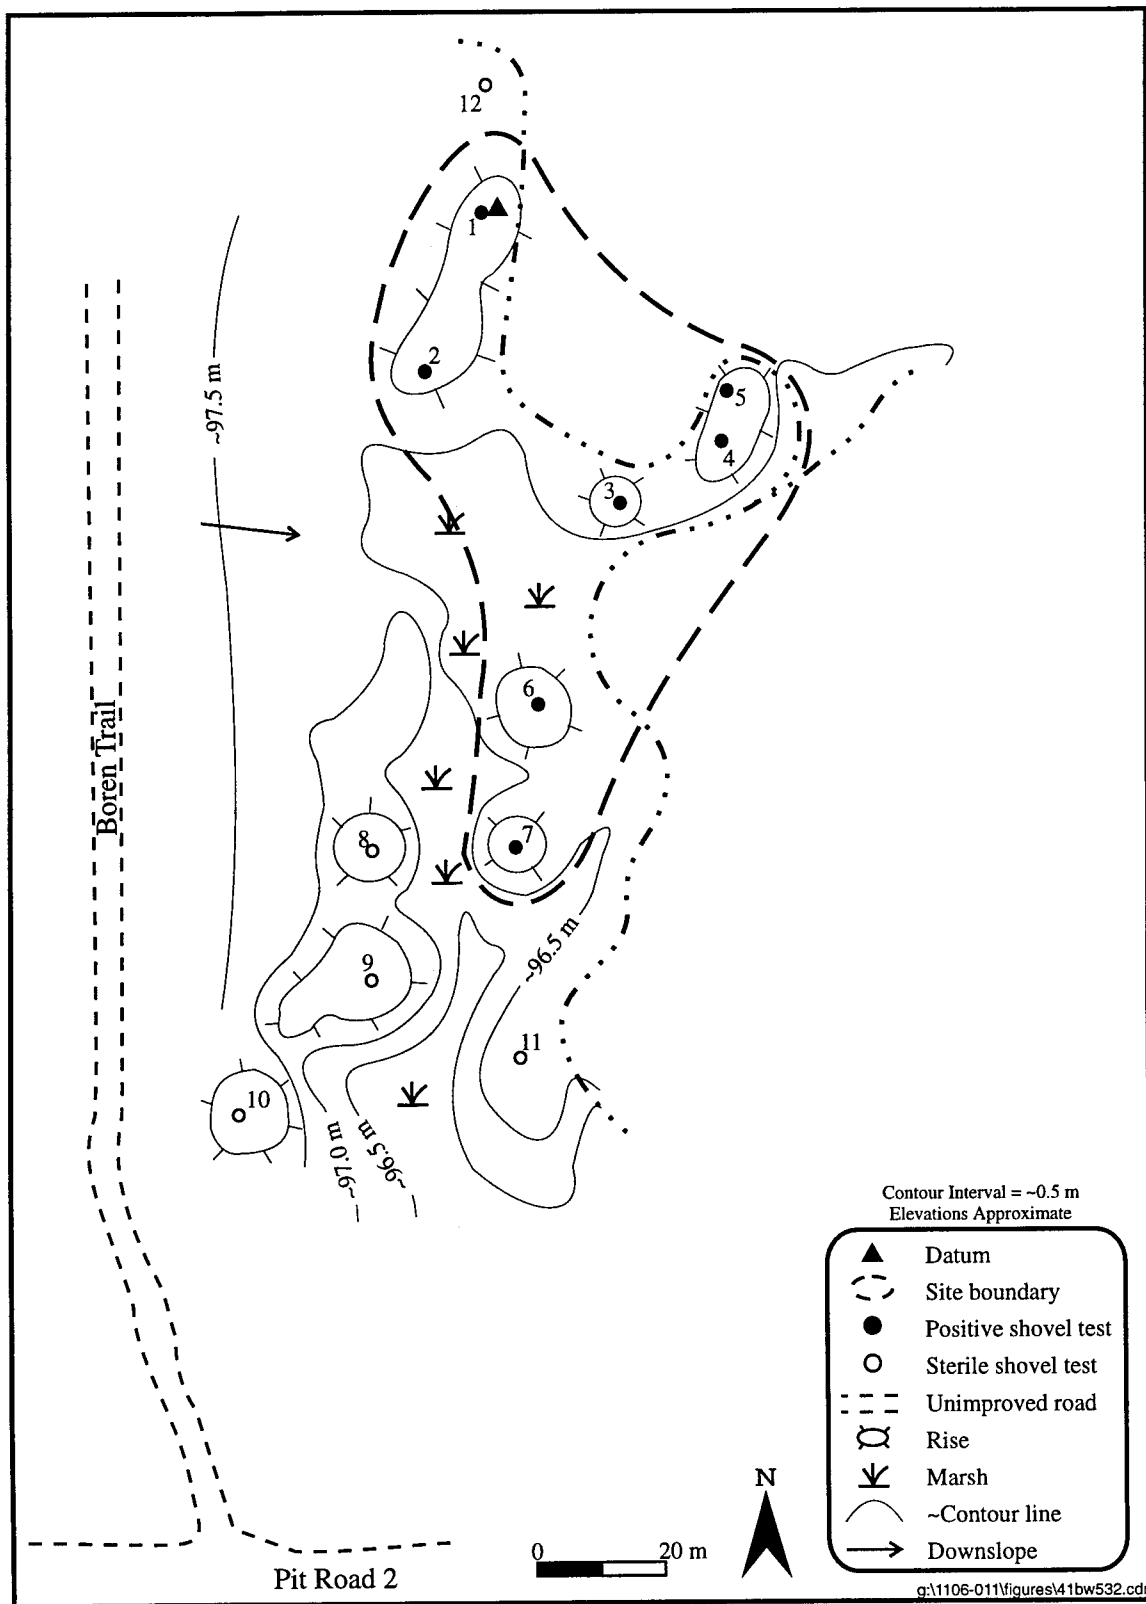 12
1
2
5
4
3
~97.5 m
6
Boren Trail
7
8
9
~96.5 m
11
10
~97.0 m
~96.5 m
Contour Interval = ~0.5 m
Elevations Approximate
Datum
Site boundary
Positive shovel test
Sterile shovel test
Unimproved road
Rise
Marsh
~Contour line
Downslope
N
0 20 m
Pit Road 2
g:\1106-011\figures\41bw532.cdr